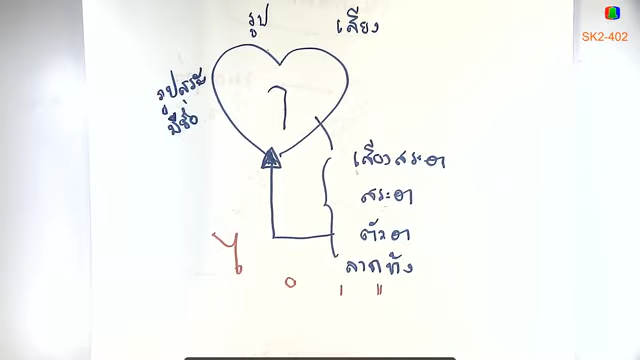 SK2-402
รูป เสียง
รูปสระ
มีชื่อ
า
เสียงสระอา
สระอา
ตัวอา
ลากข้าง
ใ